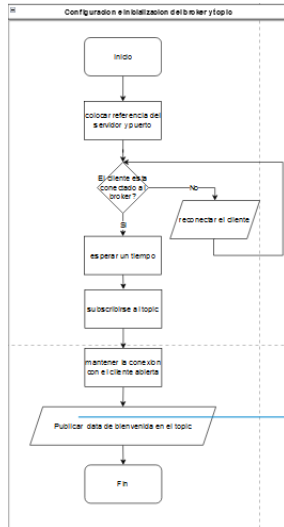 Configuracion e inicialización del broker y topic
Inicio
colocar referencia del
servidor y puerto
El cliente esta
conectado al
broker?
No
reconectar el cliente
Si
esperar un tiempo
subscribirse al topic
mantener la conexion
con el cliente abierta
Publicar data de bienvenida en el topic
Fin